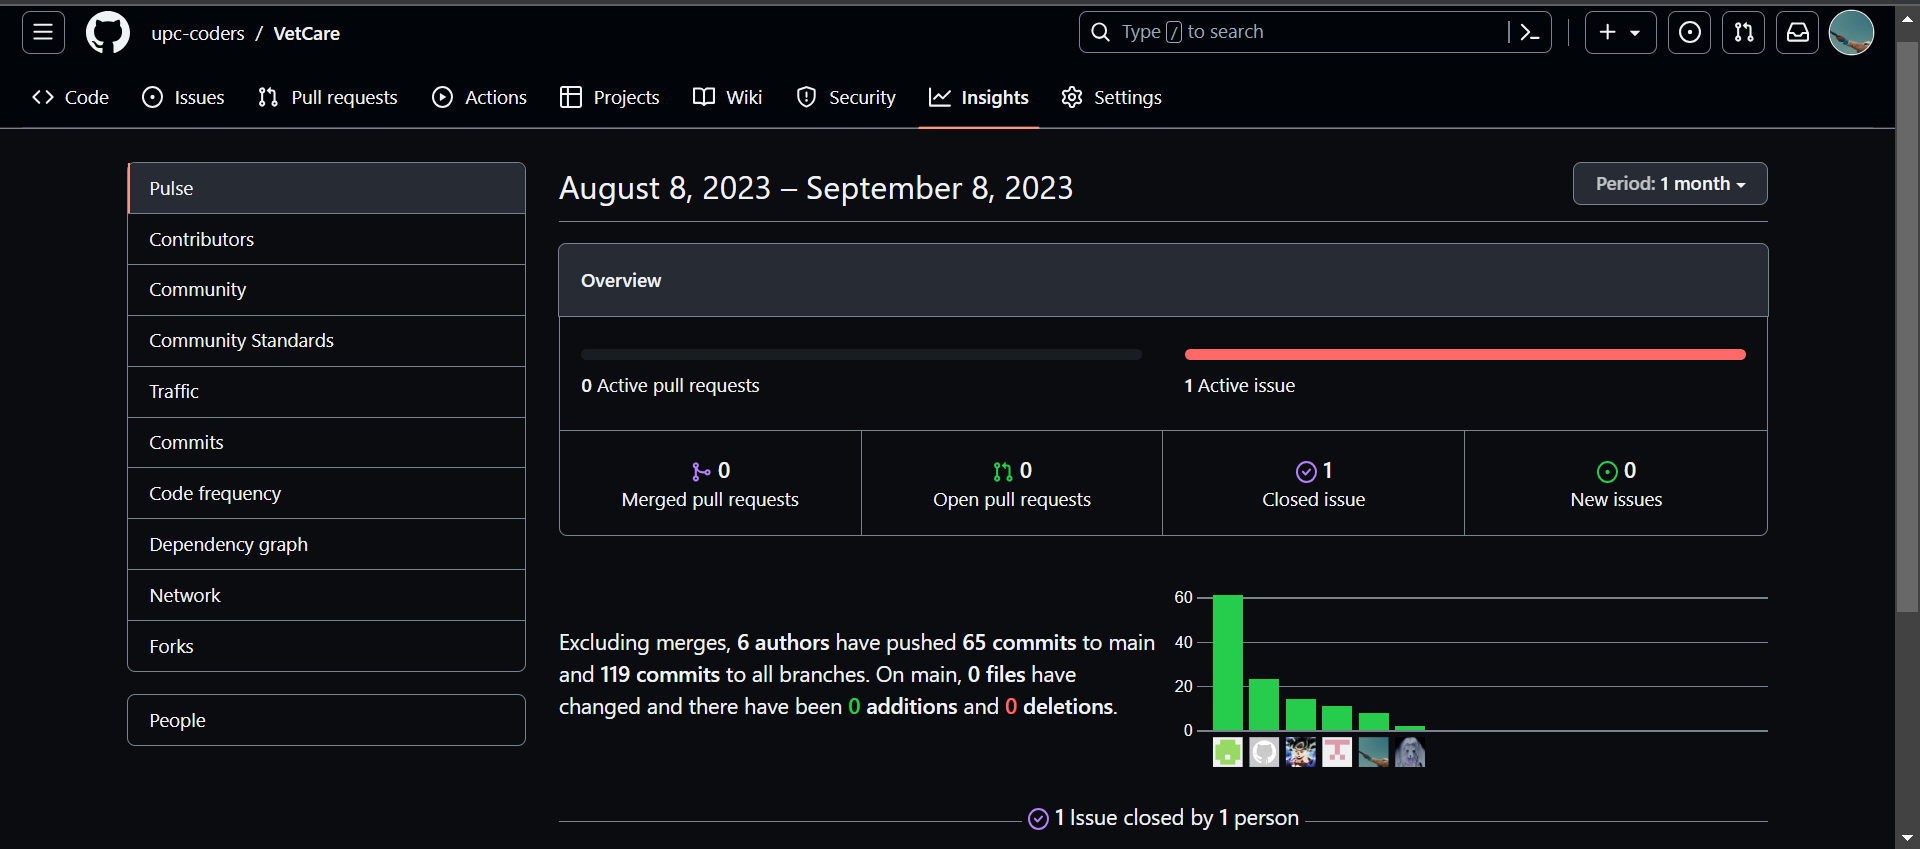 upc-coders / VetCare
Type / to search
Code
Issues
Pull requests
Actions
Projects
Wiki
Security
Insights
Settings
Pulse
Contributors
Community
Community Standards
Traffic
Commits
Code frequency
Dependency graph
Network
Forks
People
August 8, 2023 – September 8, 2023
Period: 1 month
Overview
0 Active pull requests
1 Active issue
0
Merged pull requests
0
Open pull requests
1
Closed issue
0
New issues
Excluding merges, 6 authors have pushed 65 commits to main
and 119 commits to all branches. On main, 0 files have
changed and there have been 0 additions and 0 deletions.
60
40
20
0
1 Issue closed by 1 person